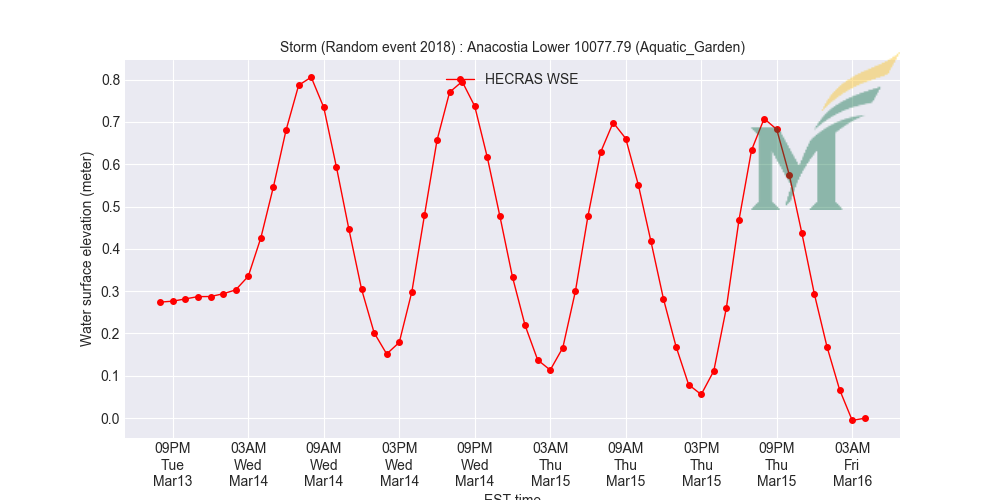 Storm (Random event 2018) : Anacostia Lower 10077.79 (Aquatic_Garden)
HECRAS WSE
M
Water surface elevation (meter)
0.8
0.7
0.6
0.5
0.4
0.3
0.2
0.1
0.0
09PM 03AM 09AM 03PM 09PM 03AM 09AM 03PM 09PM 03AM
Tue Wed Wed Wed Wed Thu Thu Thu Thu Fri
Mar13 Mar14 Mar14 Mar14 Mar14 Mar15 Mar15 Mar15 Mar15 Mar16
EST time